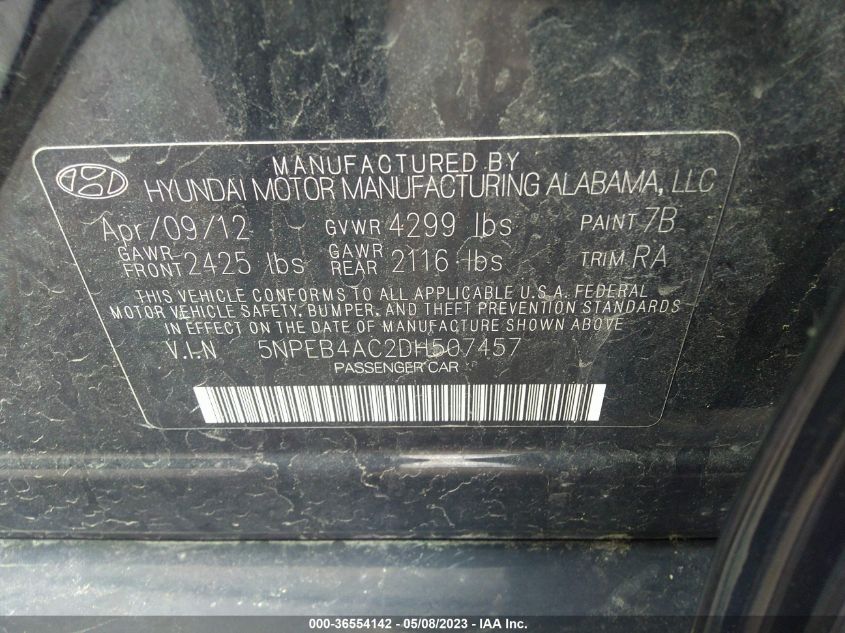 MANUFACTURED BY
HYUNDAI MOTOR MANUFACTURING ALABAMA, LLC
Apr/09/12 GVWR 4299 lbs PAINT 7B
GAWR FRONT 2425 lbs GAWR REAR 2116 lbs TRIM RA
THIS VEHICLE CONFORMS TO ALL APPLICABLE U.S.A. FEDERAL
MOTOR VEHICLE SAFETY, BUMPER, AND THEFT PREVENTION STANDARDS
IN EFFECT ON THE DATE OF MANUFACTURE SHOWN ABOVE
V.I.N 5NPEB4AC2DH507457
PASSENGER CAR
000-36554142 - 05/08/2023 - IAA Inc.